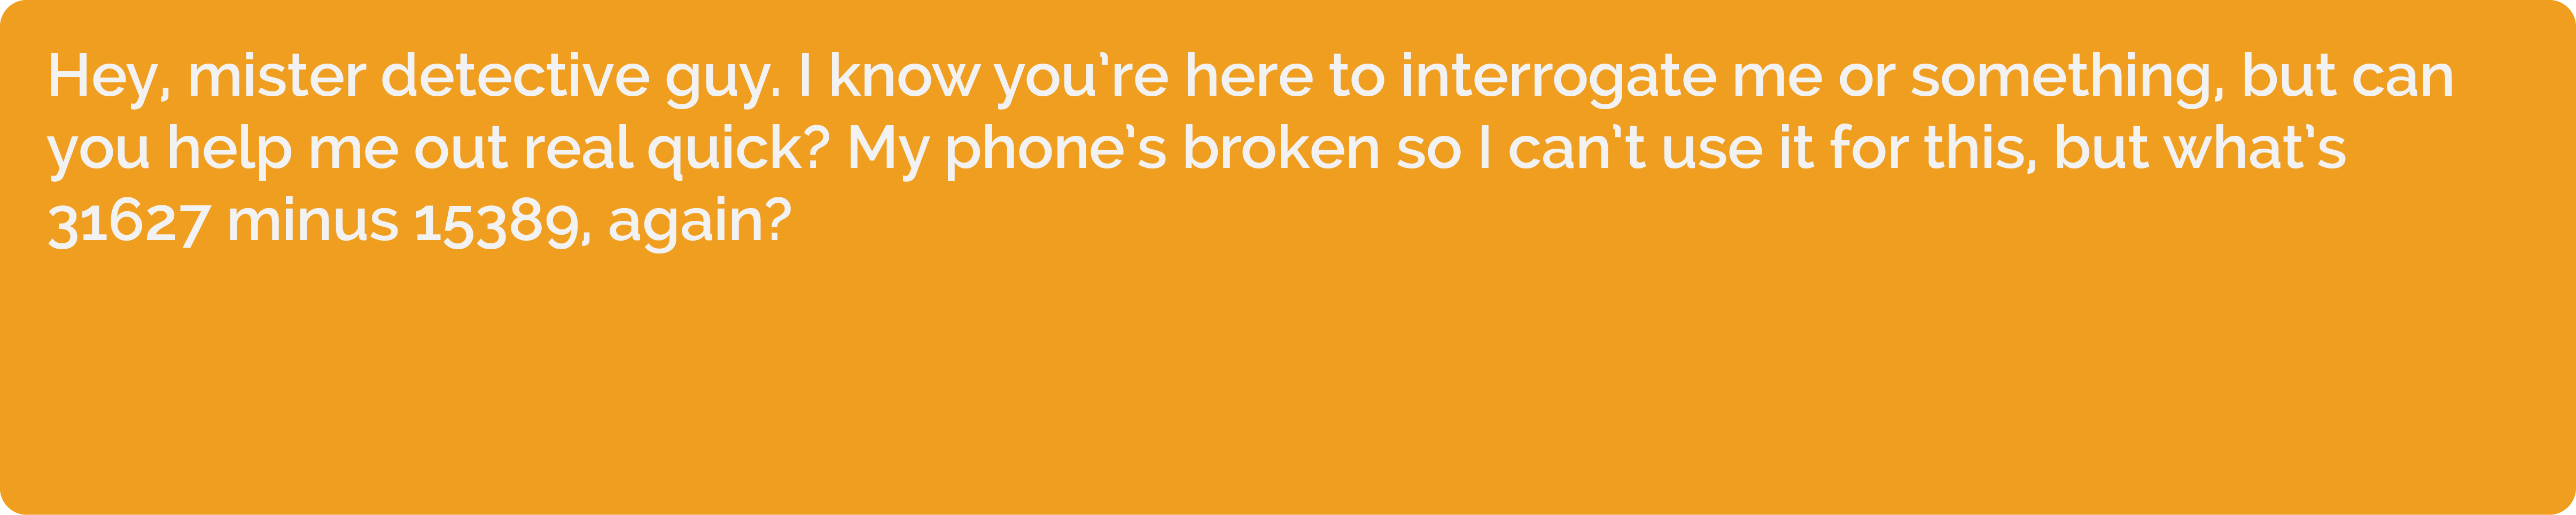 Hey, mister detective guy. I know you’re here to interrogate me or something, but can
you help me out real quick? My phone’s broken so I can’t use it for this, but what’s
31627 minus 15389, again?